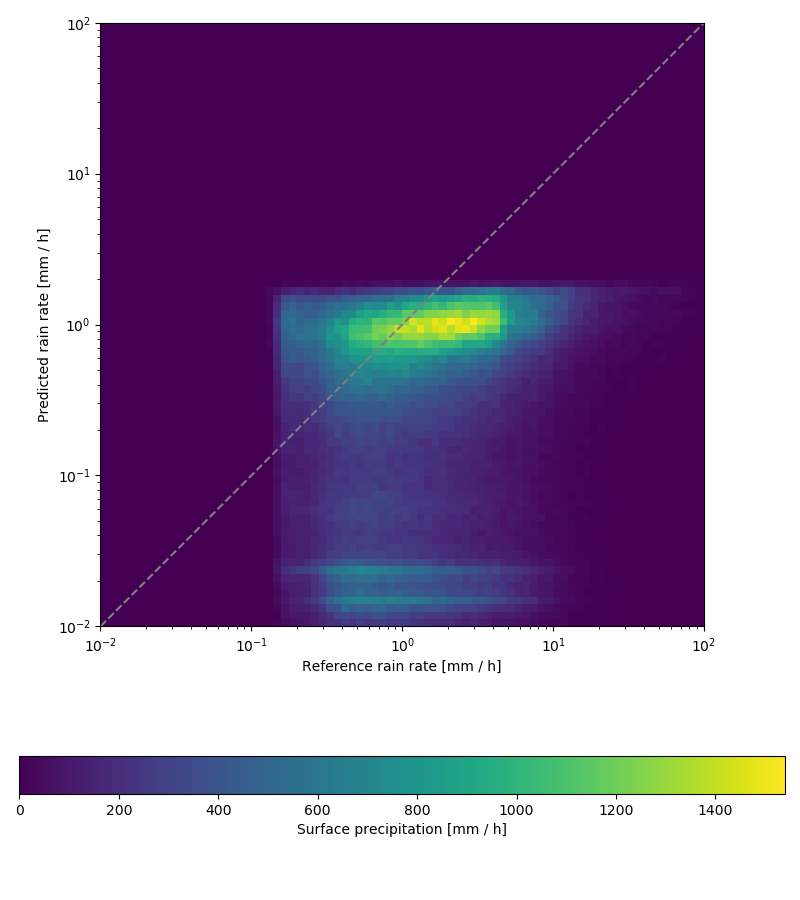 10²
10¹
10⁰
10⁻¹
10⁻²
Predicted rain rate [mm / h]
10⁻² 10⁻¹ 10⁰ 10¹ 10²
Reference rain rate [mm / h]
0 200 400 600 800 1000 1200 1400
Surface precipitation [mm / h]